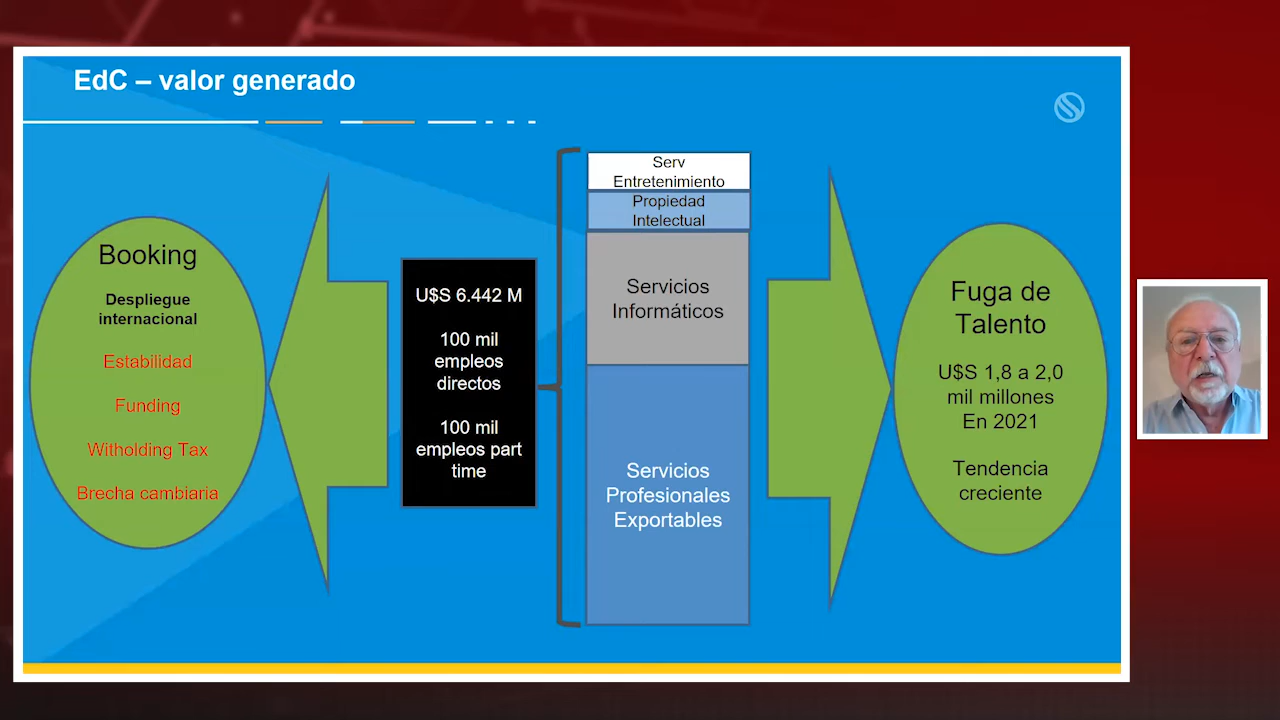 EdC – valor generado
Booking
Despliegue
internacional
Estabilidad
Funding
Witholding Tax
Brecha cambiaria
U$S 6.442 M
100 mil
empleos
directos
100 mil
empleos part
time
Serv
Entretenimiento
Propiedad
Intelectual
Servicios
Informáticos
Servicios
Profesionales
Exportables
Fuga de
Talento
U$S 1,8 a 2,0
mil millones
En 2021
Tendencia
creciente